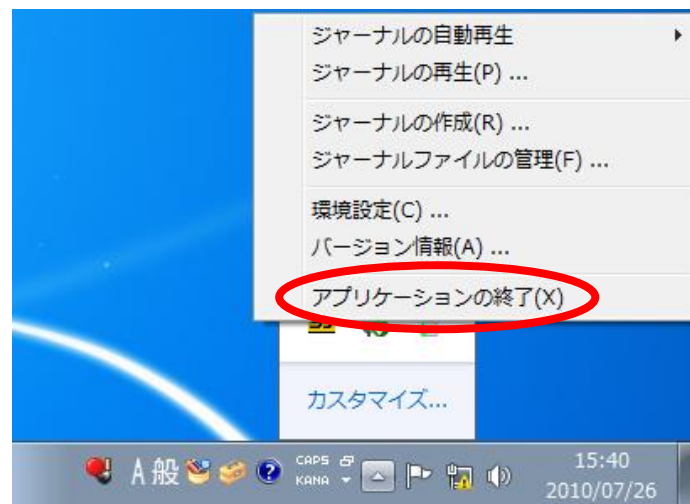 ジャーナルの自動再生
ジャーナルの再生(P) ...
ジャーナルの作成(R) ...
ジャーナルファイルの管理(F) ...
環境設定(C) ...
バージョン情報(A) ...
アプリケーションの終了(X)
カスタマイズ...
A 般 CAPS KANA
15:40
2010/07/26